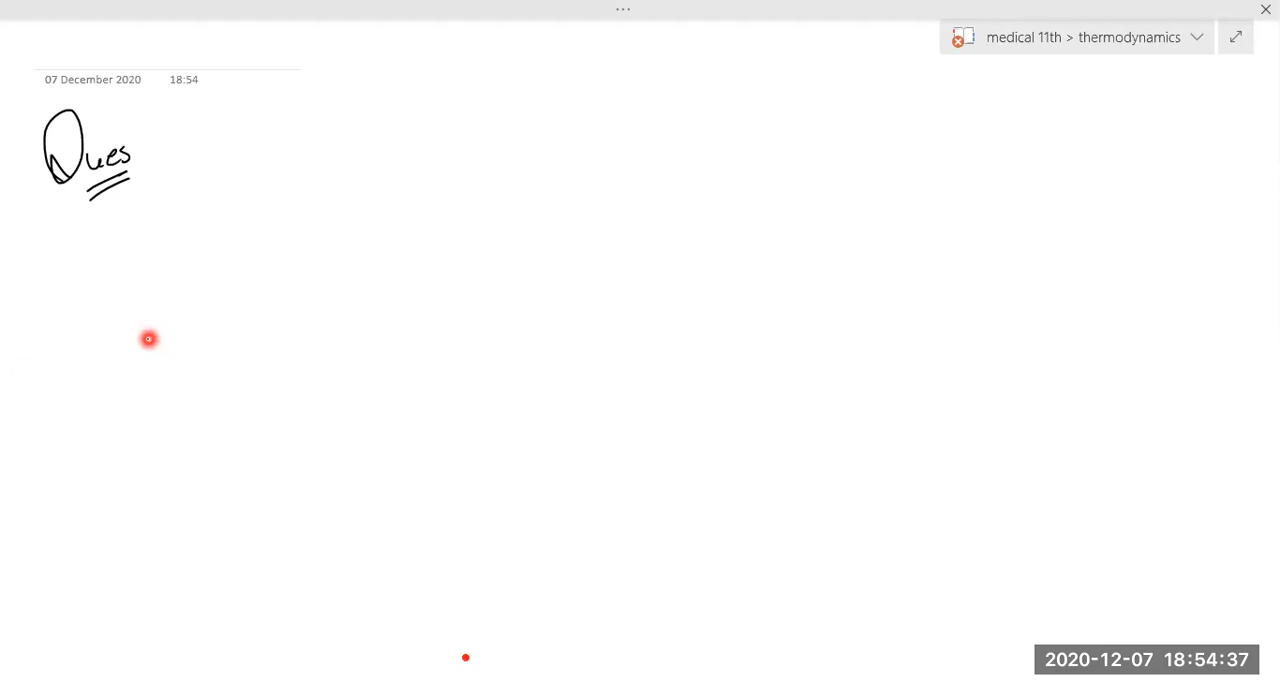 medical 11th > thermodynamics
07 December 2020 18:54
Ques
2020-12-07 18:54:37